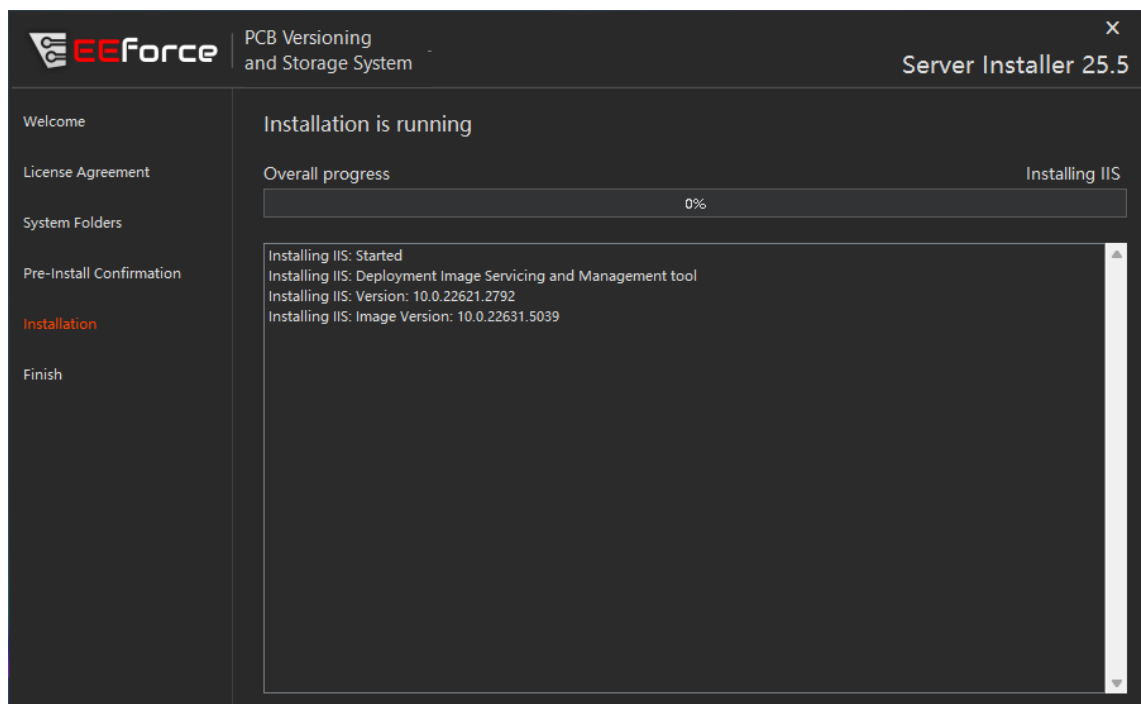 EEForce
PCB Versioning
and Storage System
Server Installer 25.5
Welcome
License Agreement
System Folders
Pre-Install Confirmation
Installation
Finish
Installation is running
Overall progress
Installing IIS
0%
Installing IIS: Started
Installing IIS: Deployment Image Servicing and Management tool
Installing IIS: Version: 10.0.22621.2792
Installing IIS: Image Version: 10.0.22631.5039